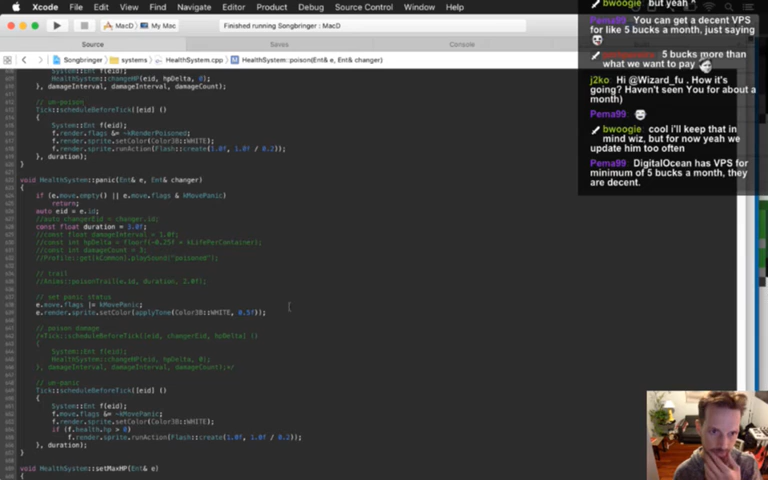 Xcode File Edit View Find Navigate Editor Product Debug Source Control Window
MacD My Mac
Finished running Songbringer : MacD
Source
Saves
Console
Songbringer systems HealthSystem.cpp HealthSystem::poison(Ent& e, Ent& changer)
System::Ent f(eid);
HealthSystem::changeHP(eid, hpDelta, 0);
}, damageInterval, damageInterval, damageCount);
// un-poison
Tick::scheduleBeforeTick([eid] ()
{
System::Ent f(eid);
f.render.flags &= ~kRenderPoisoned;
f.render.sprite.setColor(Color3B::WHITE);
f.render.sprite.runAction(Flash::create(1.0f, 1.0f / 0.2));
}, duration);
}
void HealthSystem::panic(Ent& e, Ent& changer)
{
if (e.move.empty() || e.move.flags & kMovePanic)
return;
auto eid = e.id;
//auto changerEid = changer.id;
const float duration = 3.0f;
//const float damageInterval = 1.0f;
//const int hpDelta = floorf(-0.25f * kLifePerContainer);
//const int damageCount = 3;
//Profile::get(kCommon).playSound("poisoned");
// trail
//Anims::poisonTrail(e.id, duration, 2.0f);
// set panic status
e.move.flags |= kMovePanic;
e.render.sprite.setColor(applyTone(Color3B::WHITE, 0.5f));
// poison damage
/*Tick::scheduleBeforeTick([eid, changerEid, hpDelta] ()
{
System::Ent f(eid);
HealthSystem::changeHP(eid, hpDelta, 0);
}, damageInterval, damageInterval, damageCount);*/
// un-panic
Tick::scheduleBeforeTick([eid] ()
{
System::Ent f(eid);
f.move.flags &= ~kMovePanic;
f.render.sprite.setColor(Color3B::WHITE);
if (f.health.hp > 0)
f.render.sprite.runAction(Flash::create(1.0f, 1.0f / 0.2));
}, duration);
}
void HealthSystem::setMaxHP(Ent& e)
{
bwoogie: but yeah ^
Pema99: You can get a decent VPS
for like 5 bucks a month, just saying
5 bucks more than
what we want to pay
j2ko: Hi @Wizard_fu . How it's
going? Haven't seen You for about a
month)
Pema99:
bwoogie: cool i'll keep that in
mind wiz, but for now yeah we
update him too often
Pema99: DigitalOcean has VPS for
minimum of 5 bucks a month, they
are decent.